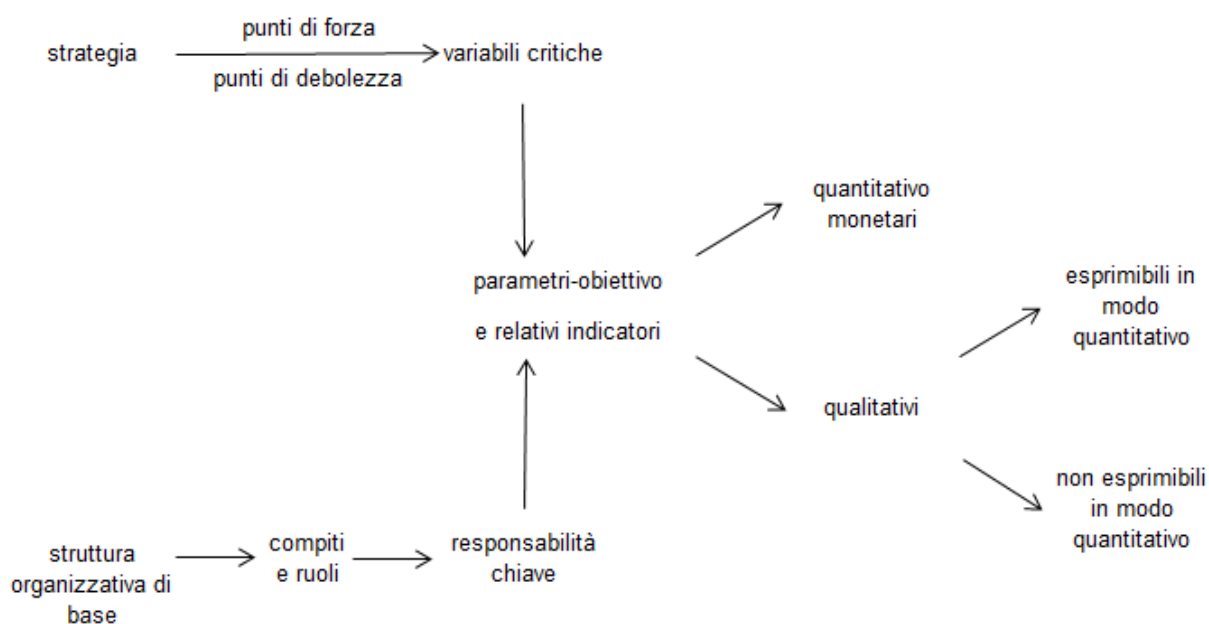 punti di forza
strategia
variabili critiche
punti di debolezza
quantitativo
monetari
parametri-obiettivo
e relativi indicatori
esprimibili in
modo
quantitativo
qualitativi
non esprimibili
in modo
quantitativo
struttura
organizzativa di
base
compiti
e ruoli
responsabilità
chiave